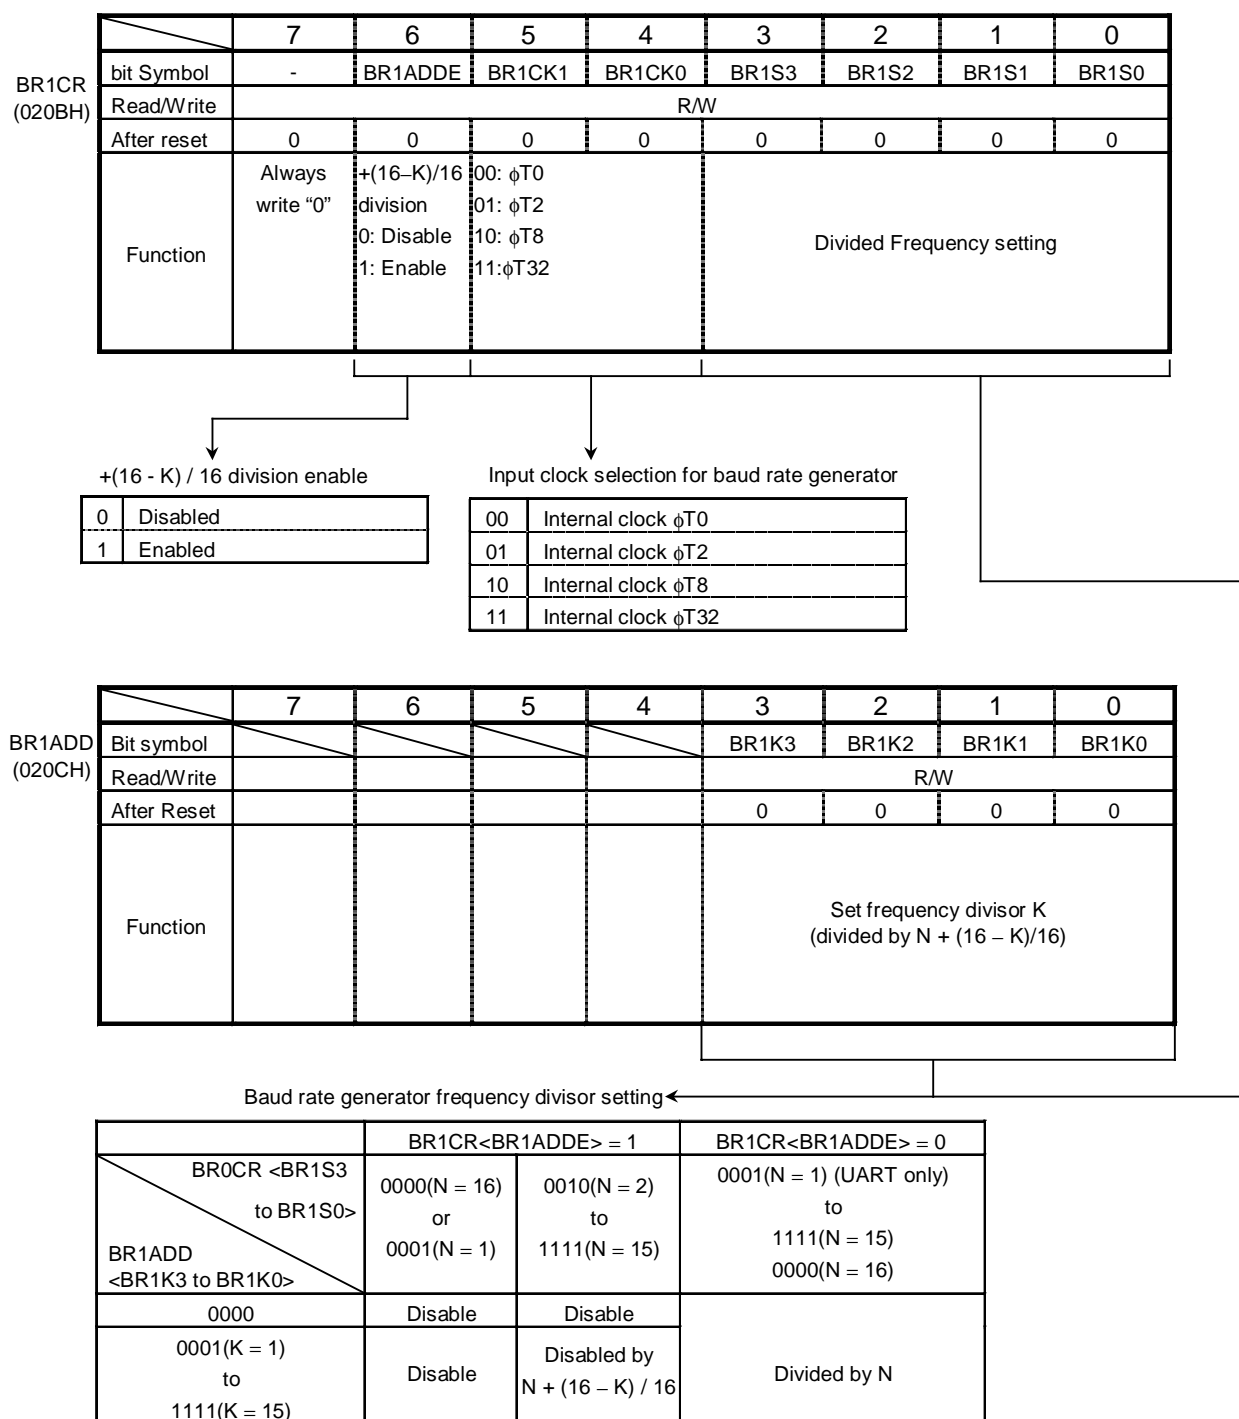 7 6 5 4 3 2 1 0
BR1CR
(020BH)
bit Symbol - BR1ADDE BR1CK1 BR1CK0 BR1S3 BR1S2 BR1S1 BR1S0
Read/Write R/W
After reset 0 0 0 0 0 0 0 0
Function
Always
write “0”
+(16–K)/16
division
0: Disable
1: Enable
00: ϕT0
01: ϕT2
10: ϕT8
11:ϕT32
Divided Frequency setting
+(16 - K) / 16 division enable
0 Disabled
1 Enabled
Input clock selection for baud rate generator
00 Internal clock ϕT0
01 Internal clock ϕT2
10 Internal clock ϕT8
11 Internal clock ϕT32
7 6 5 4 3 2 1 0
BR1ADD
(020CH)
Bit symbol BR1K3 BR1K2 BR1K1 BR1K0
Read/Write R/W
After Reset 0 0 0 0
Function
Set frequency divisor K
(divided by N + (16 – K)/16)
Baud rate generator frequency divisor setting
BR1CR<BR1ADDE> = 1 BR1CR<BR1ADDE> = 0
BR0CR <BR1S3
to BR1S0>
BR1ADD
<BR1K3 to BR1K0>
0000(N = 16)
or
0001(N = 1)
0010(N = 2)
to
1111(N = 15)
0001(N = 1) (UART only)
to
1111(N = 15)
0000(N = 16)
0000 Disable Disable
0001(K = 1)
to
1111(K = 15)
Disable
Disabled by
N + (16 – K) / 16
Divided by N